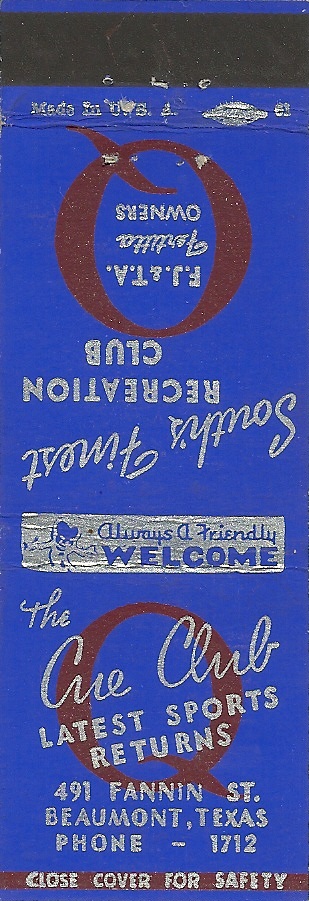 Made In U. S. A. 61
F.J. & T.A.
Fertitta
OWNERS
South's Finest
RECREATION
CLUB
Always A Friendly
WELCOME
The
Cue Club
LATEST SPORTS
RETURNS
491 FANNIN ST.
BEAUMONT, TEXAS
PHONE - 1712
CLOSE COVER FOR SAFETY